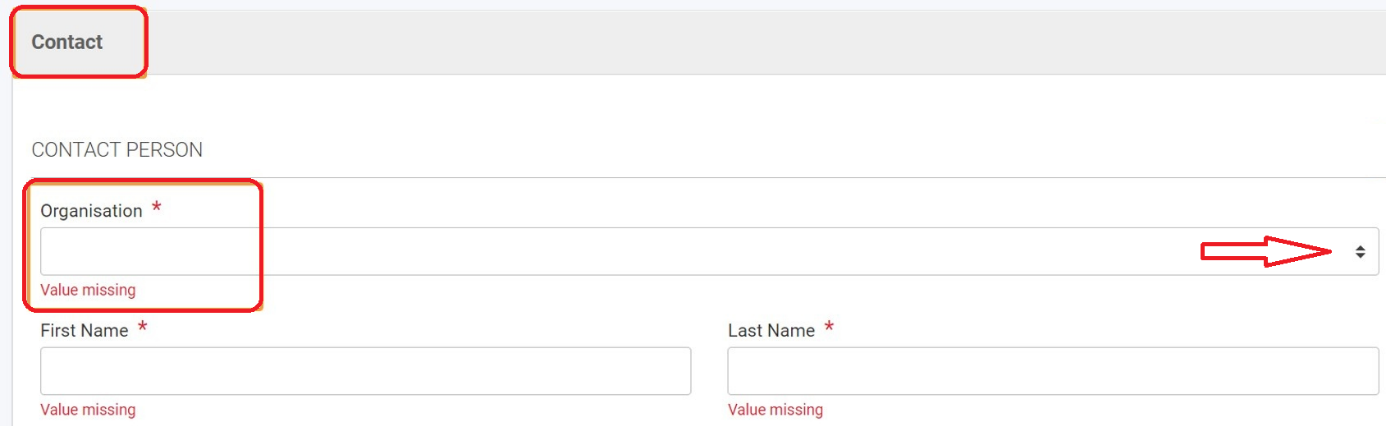 Contact
CONTACT PERSON
Organisation *
Value missing
First Name * Last Name *
Value missing Value missing